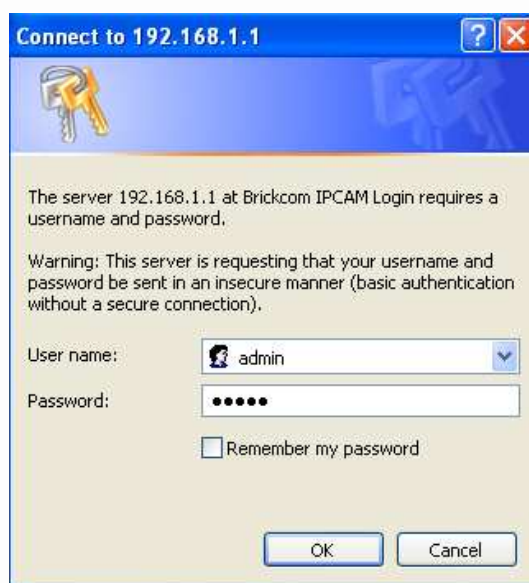 Connect to 192.168.1.1
The server 192.168.1.1 at Brickcom IPCAM Login requires a
username and password.
Warning: This server is requesting that your username and
password be sent in an insecure manner (basic authentication
without a secure connection).
User name:
admin
Password:
•••••
Remember my password
OK
Cancel